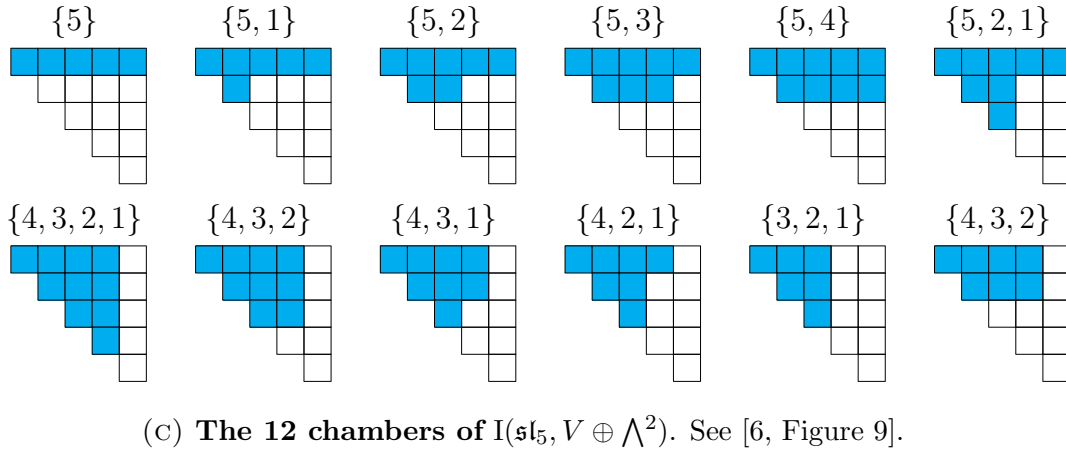 {5} {5, 1} {5, 2} {5, 3} {5, 4} {5, 2, 1}
{4, 3, 2, 1} {4, 3, 2} {4, 3, 1} {4, 2, 1} {3, 2, 1} {4, 3, 2}
(C) The 12 chambers of I(𝔰𝔩₅, V ⊕ ⋀²). See [6, Figure 9].